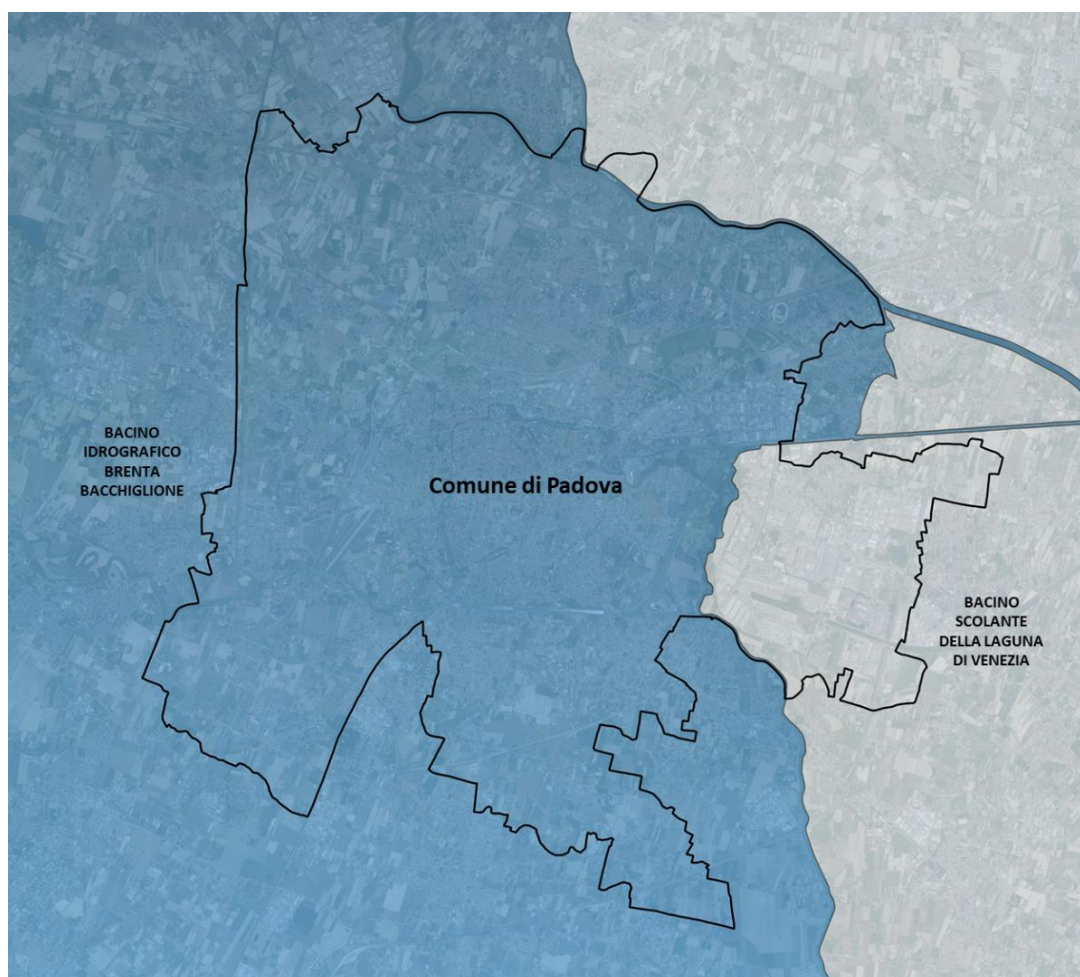 BACINO
IDROGRAFICO
BRENTA
BACCHIGLIONE
Comune di Padova
BACINO
SCOLANTE
DELLA LAGUNA
DI VENEZIA